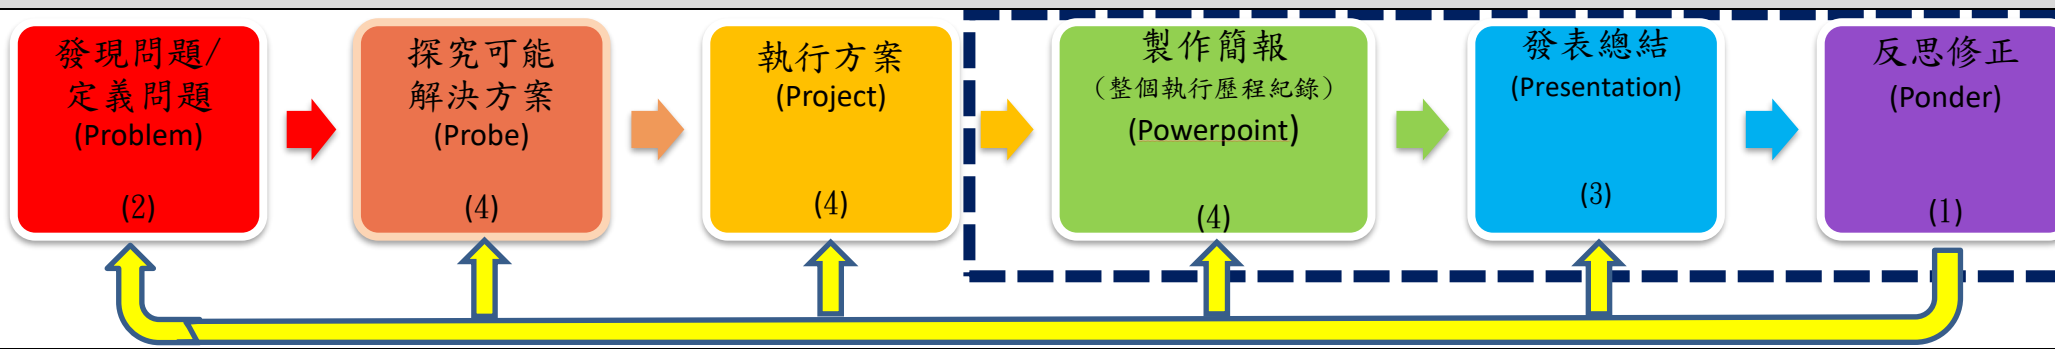 發現問題/
定義問題
(Problem)
(2)
探究可能
解決方案
(Probe)
(4)
執行方案
(Project)
(4)
製作簡報
（整個執行歷程紀錄）
(Powerpoint)
(4)
發表總結
(Presentation)
(3)
反思修正
(Ponder)
(1)